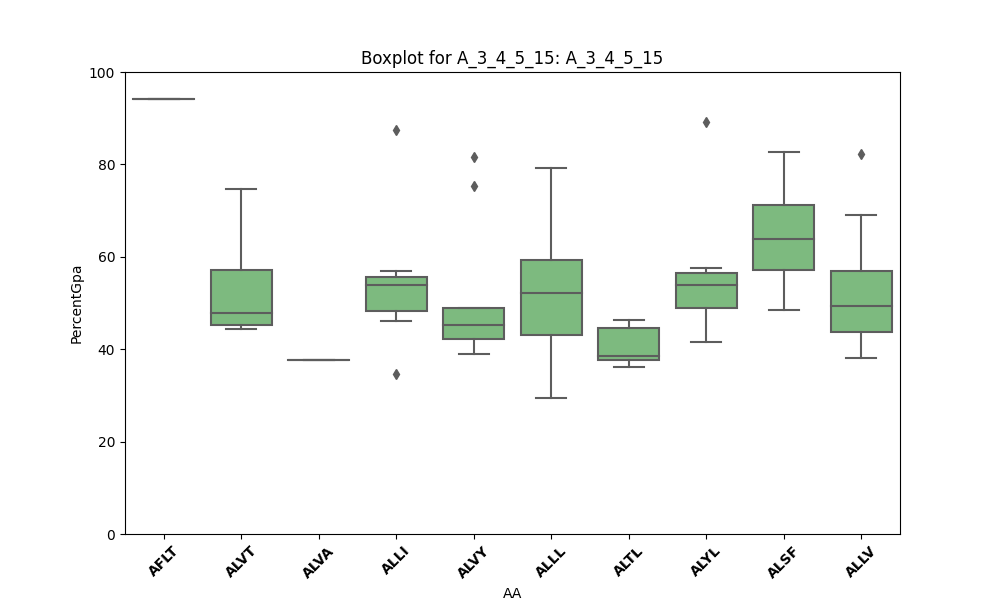 Boxplot for A_3_4_5_15: A_3_4_5_15
100
80
60
40
20
0
PercentGpa
AFLT
ALVT
ALVA
ALLI
ALVY
ALLL
ALTL
ALYL
ALSF
ALLV
AA